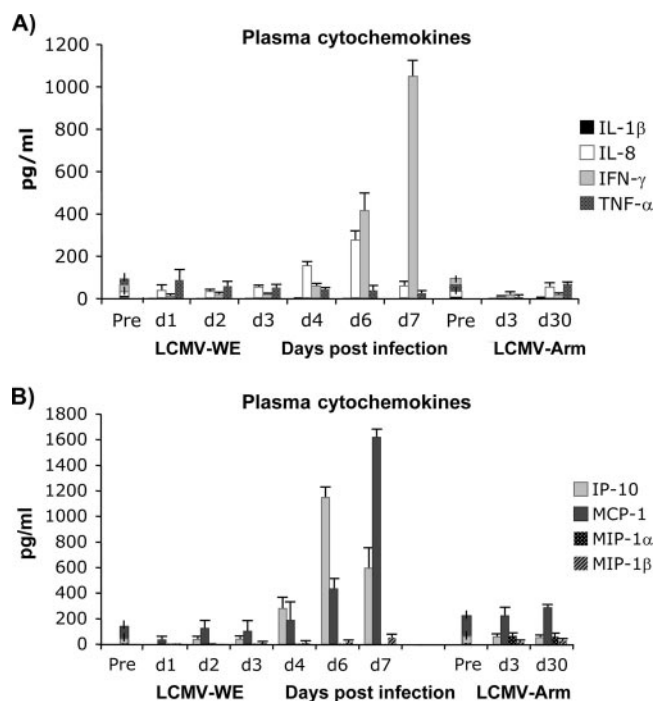 A)
Plasma cytochemokines
1200
1000
800
600
400
200
0
pg/ml
IL-1β
IL-8
IFN-γ
TNF-α
Pre d1 d2 d3 d4 d6 d7 Pre d3 d30
LCMV-WE Days post infection LCMV-Arm
B)
Plasma cytochemokines
1800
1600
1400
1200
1000
800
600
400
200
0
pg/ml
IP-10
MCP-1
MIP-1α
MIP-1β
Pre d1 d2 d3 d4 d6 d7 Pre d3 d30
LCMV-WE Days post infection LCMV-Arm